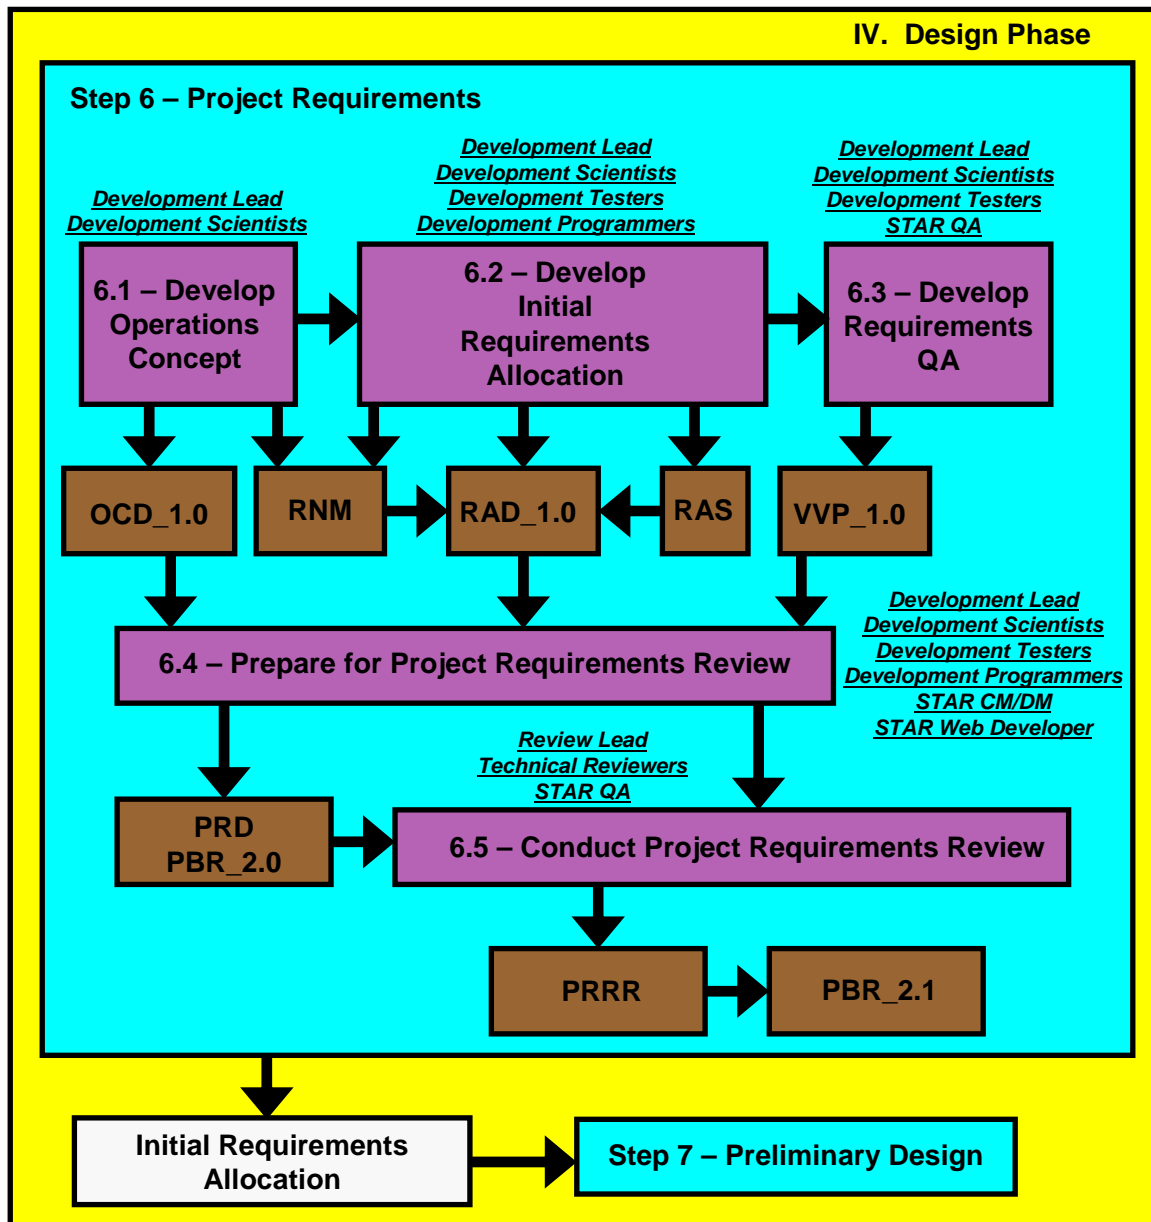 IV.  Design Phase
Step 6 – Project Requirements
Development Lead
Development Scientists
Development Lead
Development Scientists
Development Testers
Development Programmers
Development Lead
Development Scientists
Development Testers
STAR QA
6.1 – Develop
Operations
Concept
6.2 – Develop
Initial
Requirements
Allocation
6.3 – Develop
Requirements
QA
OCD_1.0
RNM
RAD_1.0
RAS
VVP_1.0
6.4 – Prepare for Project Requirements Review
Development Lead
Development Scientists
Development Testers
Development Programmers
STAR CM/DM
STAR Web Developer
Review Lead
Technical Reviewers
STAR QA
PRD
PBR_2.0
6.5 – Conduct Project Requirements Review
PRRR
PBR_2.1
Initial Requirements
Allocation
Step 7 – Preliminary Design